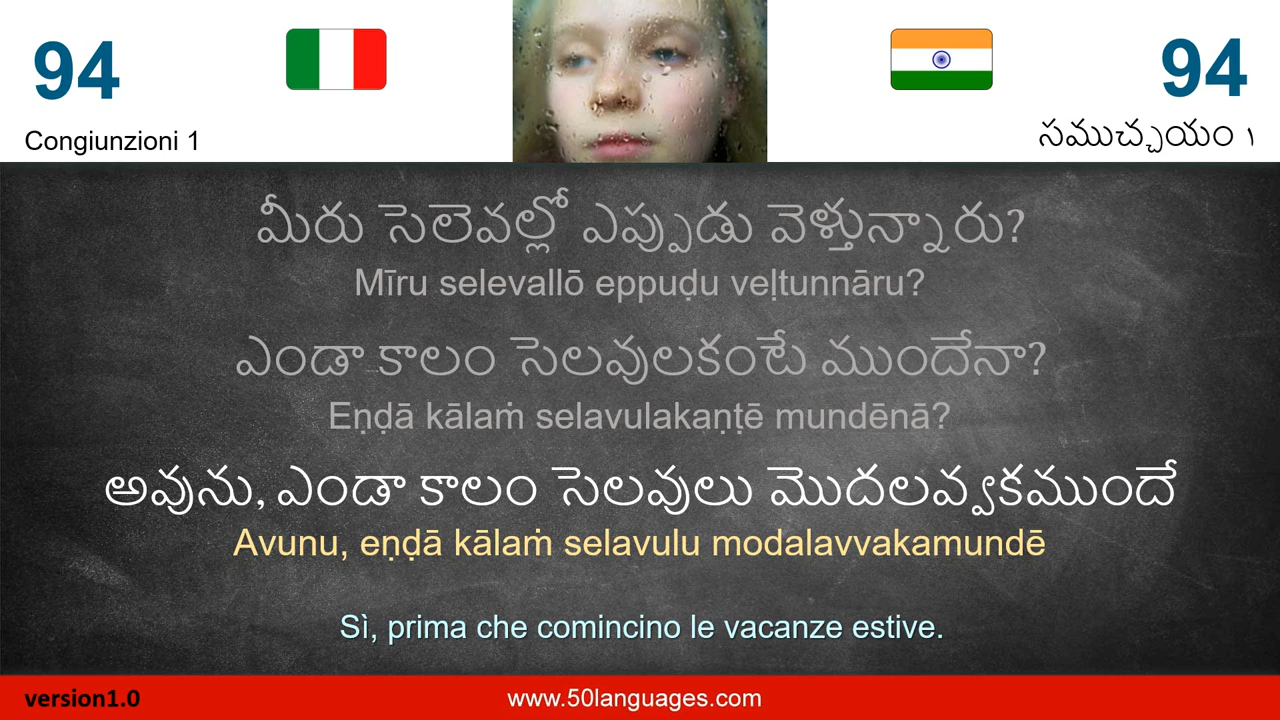 94
94
Congiunzioni 1
సముచ్చయం ౧
మీరు సెలెవల్లో ఎప్పుడు వెళ్తున్నారు?
Mīru selevallō eppuḍu veḷtunnāru?
ఎండా కాలం సెలవులకంటే ముందేనా?
Eṇḍā kālaṁ selavulakaṇṭē mundēnā?
అవును, ఎండా కాలం సెలవులు మొదలవ్వకముందే
Avunu, eṇḍā kālaṁ selavulu modalavvakamundē
Sì, prima che comincino le vacanze estive.
version1.0
www.50languages.com